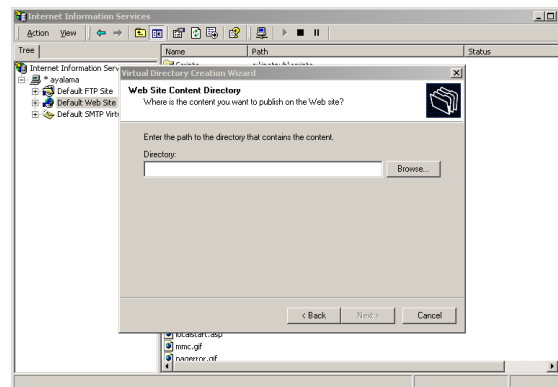 Internet Information Services
Action View
Tree
Name Path Status
Internet Information Serv
* ayalama
Default FTP Site
Default Web Site
Default SMTP Virtu
Virtual Directory Creation Wizard
Web Site Content Directory
Where is the content you want to publish on the Web site?
Enter the path to the directory that contains the content.
Directory:
Browse...
< Back Next > Cancel
localstart.asp
mmc.gif
pagerror.gif